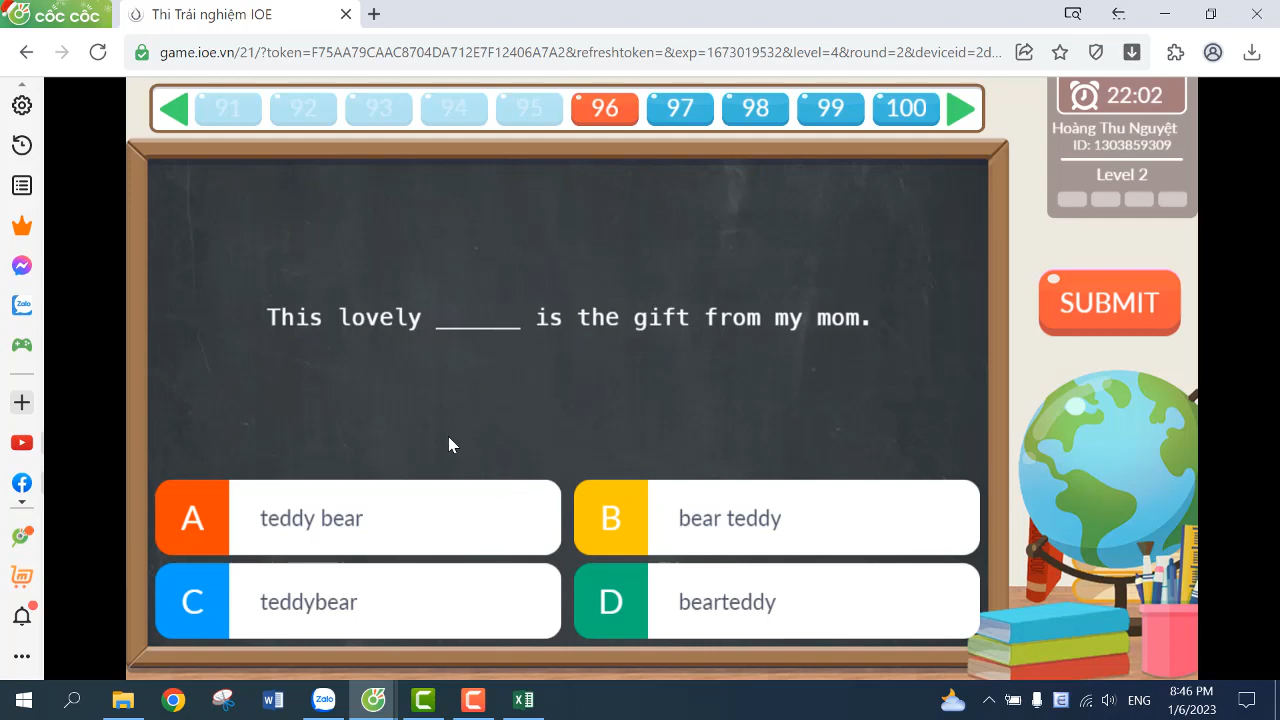 cốc cốc
Thi Trải nghiệm IOE
game.ioe.vn/21/?token=F75AA79CAAC8704DA712E7FF12406A7A2&refreshtoken=&exp=1673019532&level=4&round=2&deviceid=2d...
91 92 93 94 95 96 97 98 99 100
22:02
Hoàng Thu Nguyệt
ID: 1303859309
Level 2
SUBMIT
This lovely ______ is the gift from my mom.
A teddy bear
B bear teddy
C teddybear
D bearteddy
Zalo
Zalo
ENG
8:46 PM
1/6/2023